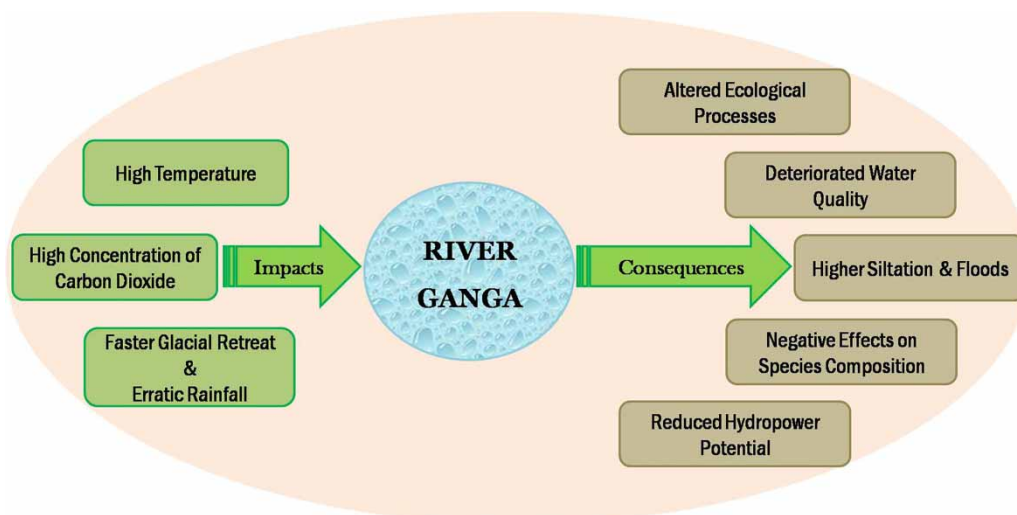 High Temperature
High Concentration of
Carbon Dioxide
Faster Glacial Retreat
&
Erratic Rainfall
Impacts
RIVER
GANGA
Consequences
Altered Ecological
Processes
Deteriorated Water
Quality
Higher Siltation & Floods
Negative Effects on
Species Composition
Reduced Hydropower
Potential